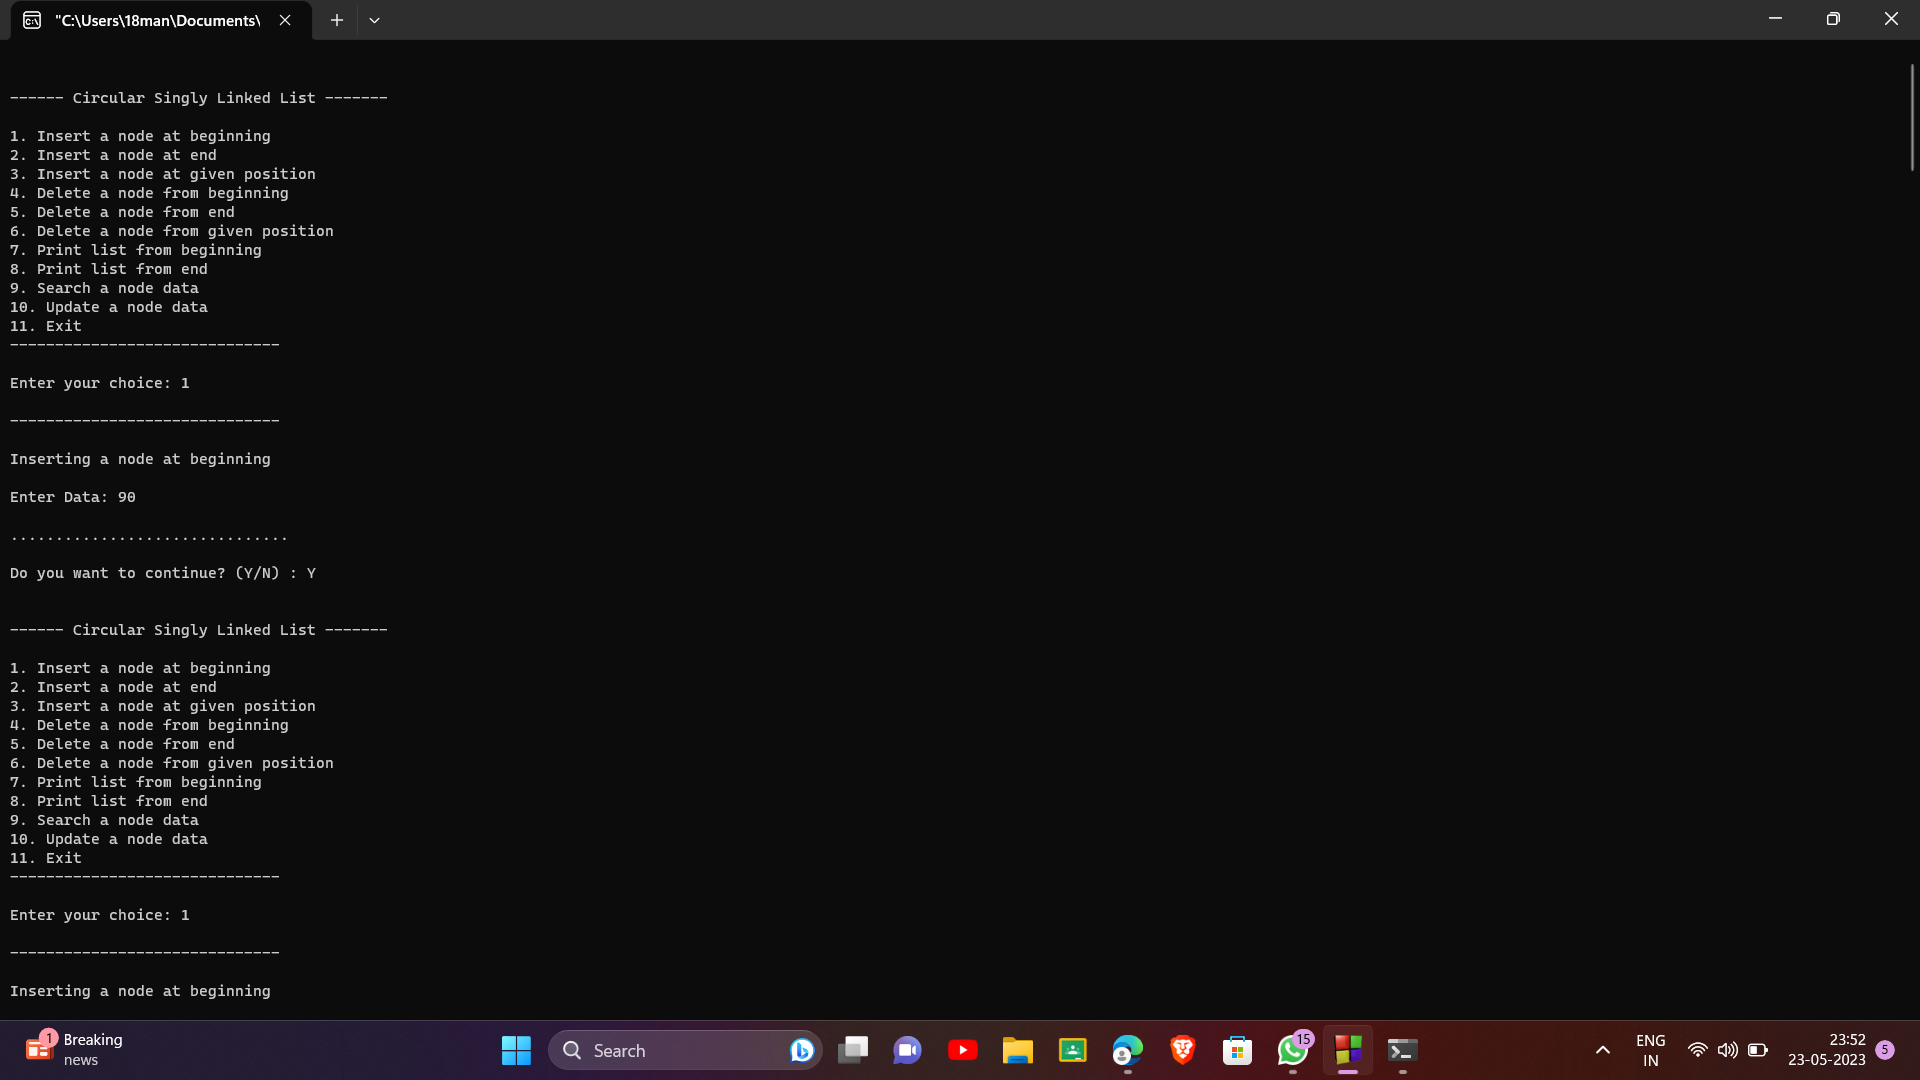 "C:\Users\18man\Documents\
------ Circular Singly Linked List -------
1. Insert a node at beginning
2. Insert a node at end
3. Insert a node at given position
4. Delete a node from beginning
5. Delete a node from end
6. Delete a node from given position
7. Print list from beginning
8. Print list from end
9. Search a node data
10. Update a node data
11. Exit
------------------------------
Enter your choice: 1
------------------------------
Inserting a node at beginning
Enter Data: 90
...............................
Do you want to continue? (Y/N) : Y
------ Circular Singly Linked List -------
1. Insert a node at beginning
2. Insert a node at end
3. Insert a node at given position
4. Delete a node from beginning
5. Delete a node from end
6. Delete a node from given position
7. Print list from beginning
8. Print list from end
9. Search a node data
10. Update a node data
11. Exit
------------------------------
Enter your choice: 1
------------------------------
Inserting a node at beginning
1
Breaking
news
Search
15
ENG
IN
23:52
23-05-2023
5